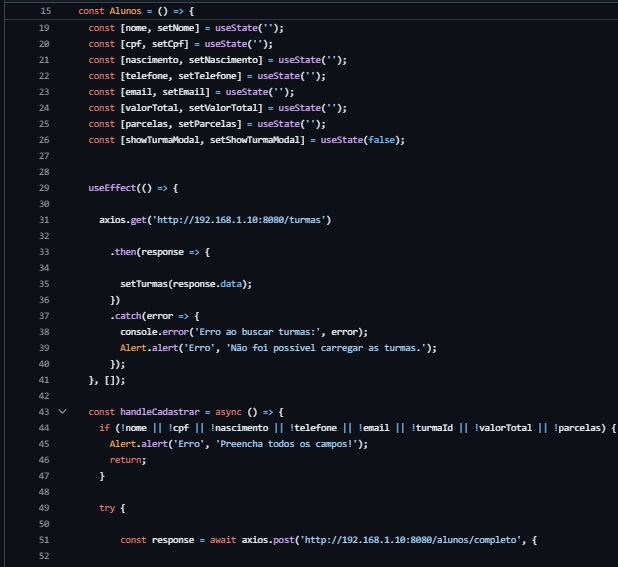 15 const Alunos = () => {
19 const [nome, setNome] = useState('');
20 const [cpf, setCpf] = useState('');
21 const [nascimento, setNascimento] = useState('');
22 const [telefone, setTelefone] = useState('');
23 const [email, setEmail] = useState('');
24 const [valorTotal, setValorTotal] = useState('');
25 const [parcelas, setParcelas] = useState('');
26 const [showTurmaModal, setShowTurmaModal] = useState(false);
27
28
29 useEffect(() => {
30
31 axios.get('http://192.168.1.10:8080/turmas')
32
33 .then(response => {
34
35 setTurmas(response.data);
36 })
37 .catch(error => {
38 console.error('Erro ao buscar turmas:', error);
39 Alert.alert('Erro', 'Não foi possível carregar as turmas.');
40 });
41 }, []);
42
43 const handleCadastrar = async () => {
44 if (!nome || !cpf || !nascimento || !telefone || !email || !turmaId || !valorTotal || !parcelas) {
45 Alert.alert('Erro', 'Preencha todos os campos!');
46 return;
47 }
48
49 try {
50
51 const response = await axios.post('http://192.168.1.10:8080/alunos/completo', {
52